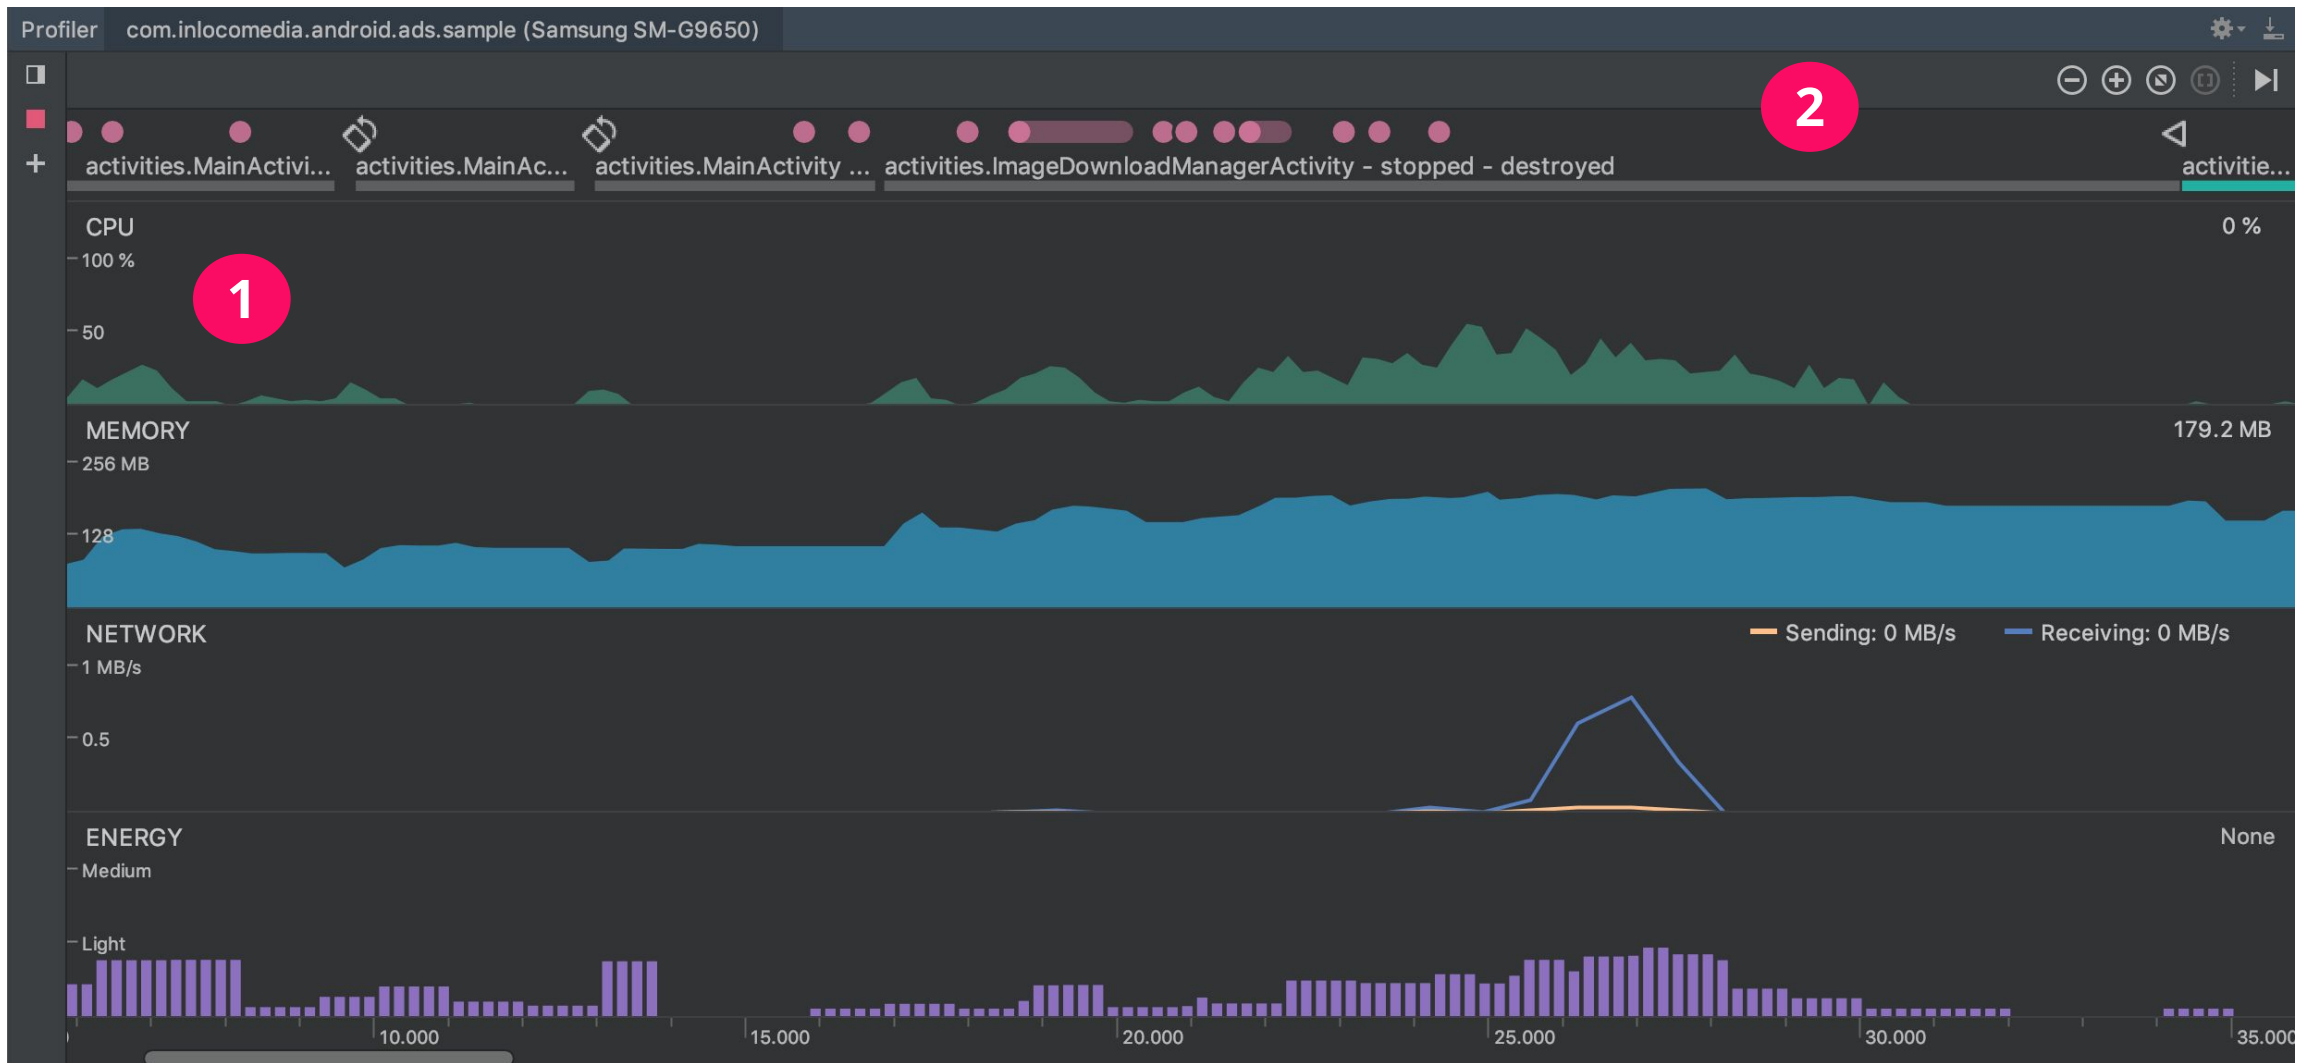 Profiler com.inlocomedia.android.ads.sample (Samsung SM-G9650)
2
activities.MainActivi... activities.MainAc... activities.MainActivity ... activities.ImageDownloadManagerActivity - stopped - destroyed activitie...
CPU 0 %
100 %
1
50
MEMORY 179.2 MB
256 MB
128
NETWORK Sending: 0 MB/s Receiving: 0 MB/s
1 MB/s
0.5
ENERGY None
Medium
Light
10.000 15.000 20.000 25.000 30.000 35.000